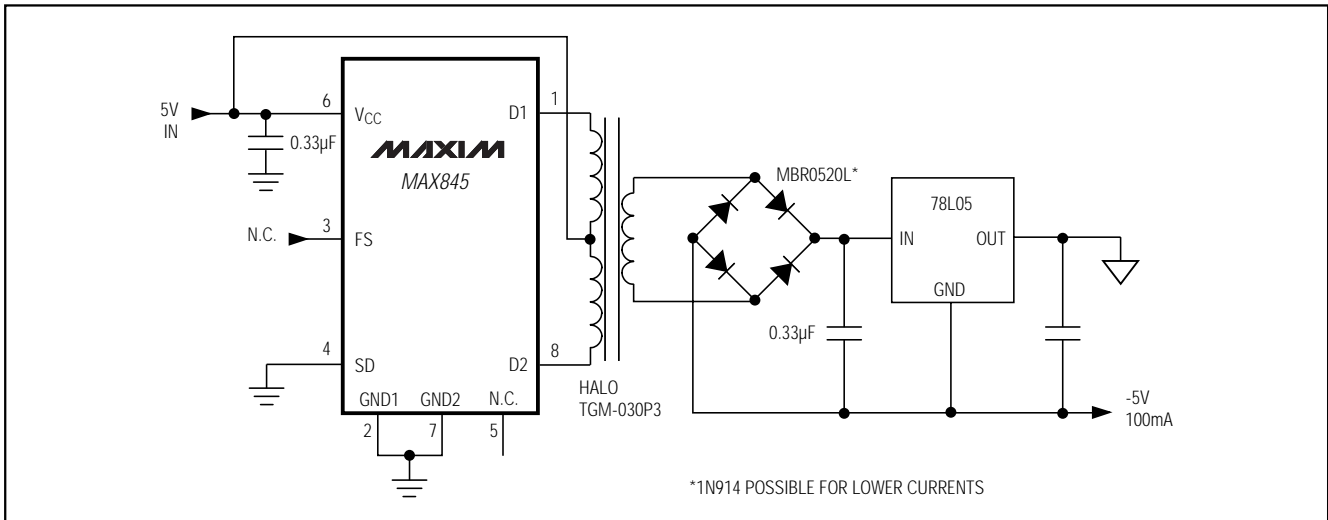 5V
IN
0.33µF
6
VCC
MAXIM
MAX845
D1
1
N.C.
3
FS
4
SD
GND1
GND2
N.C.
2
7
5
D2
8
HALO
TGM-030P3
MBR0520L*
0.33µF
78L05
IN
OUT
GND
-5V
100mA
*1N914 POSSIBLE FOR LOWER CURRENTS